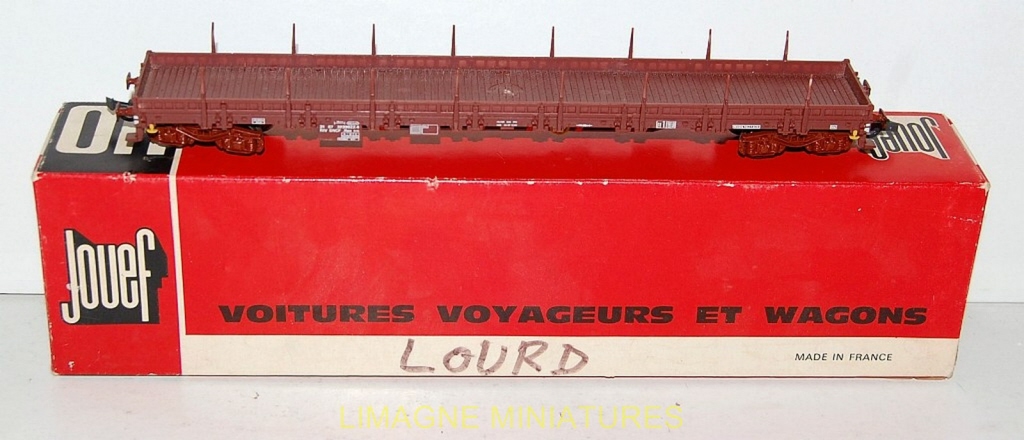 Jouef
Jouef
VOITURES VOYAGEURS ET WAGONS
LOURD
MADE IN FRANCE
LIMAGNE MINIATURES